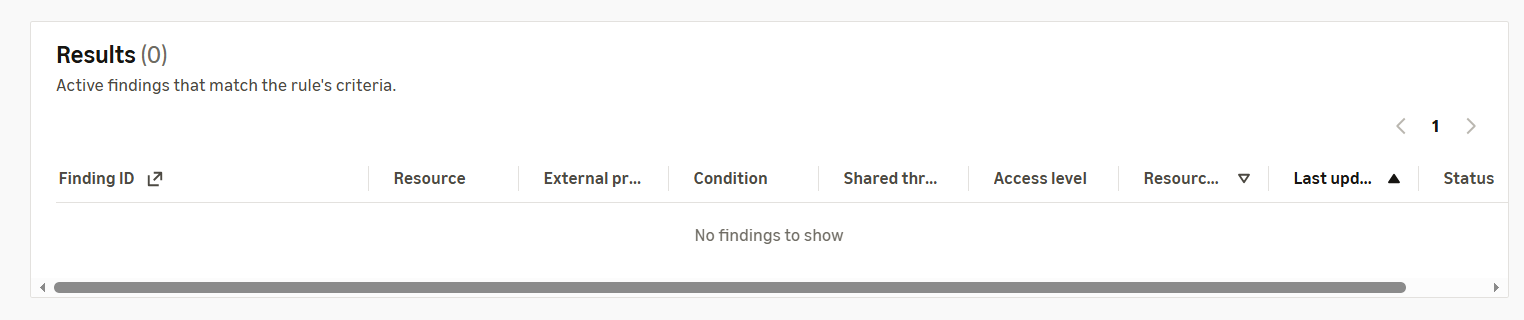 Results (0)
Active findings that match the rule's criteria.
1
Finding ID Resource External pr... Condition Shared thr... Access level Resourc... Last upd... Status
No findings to show